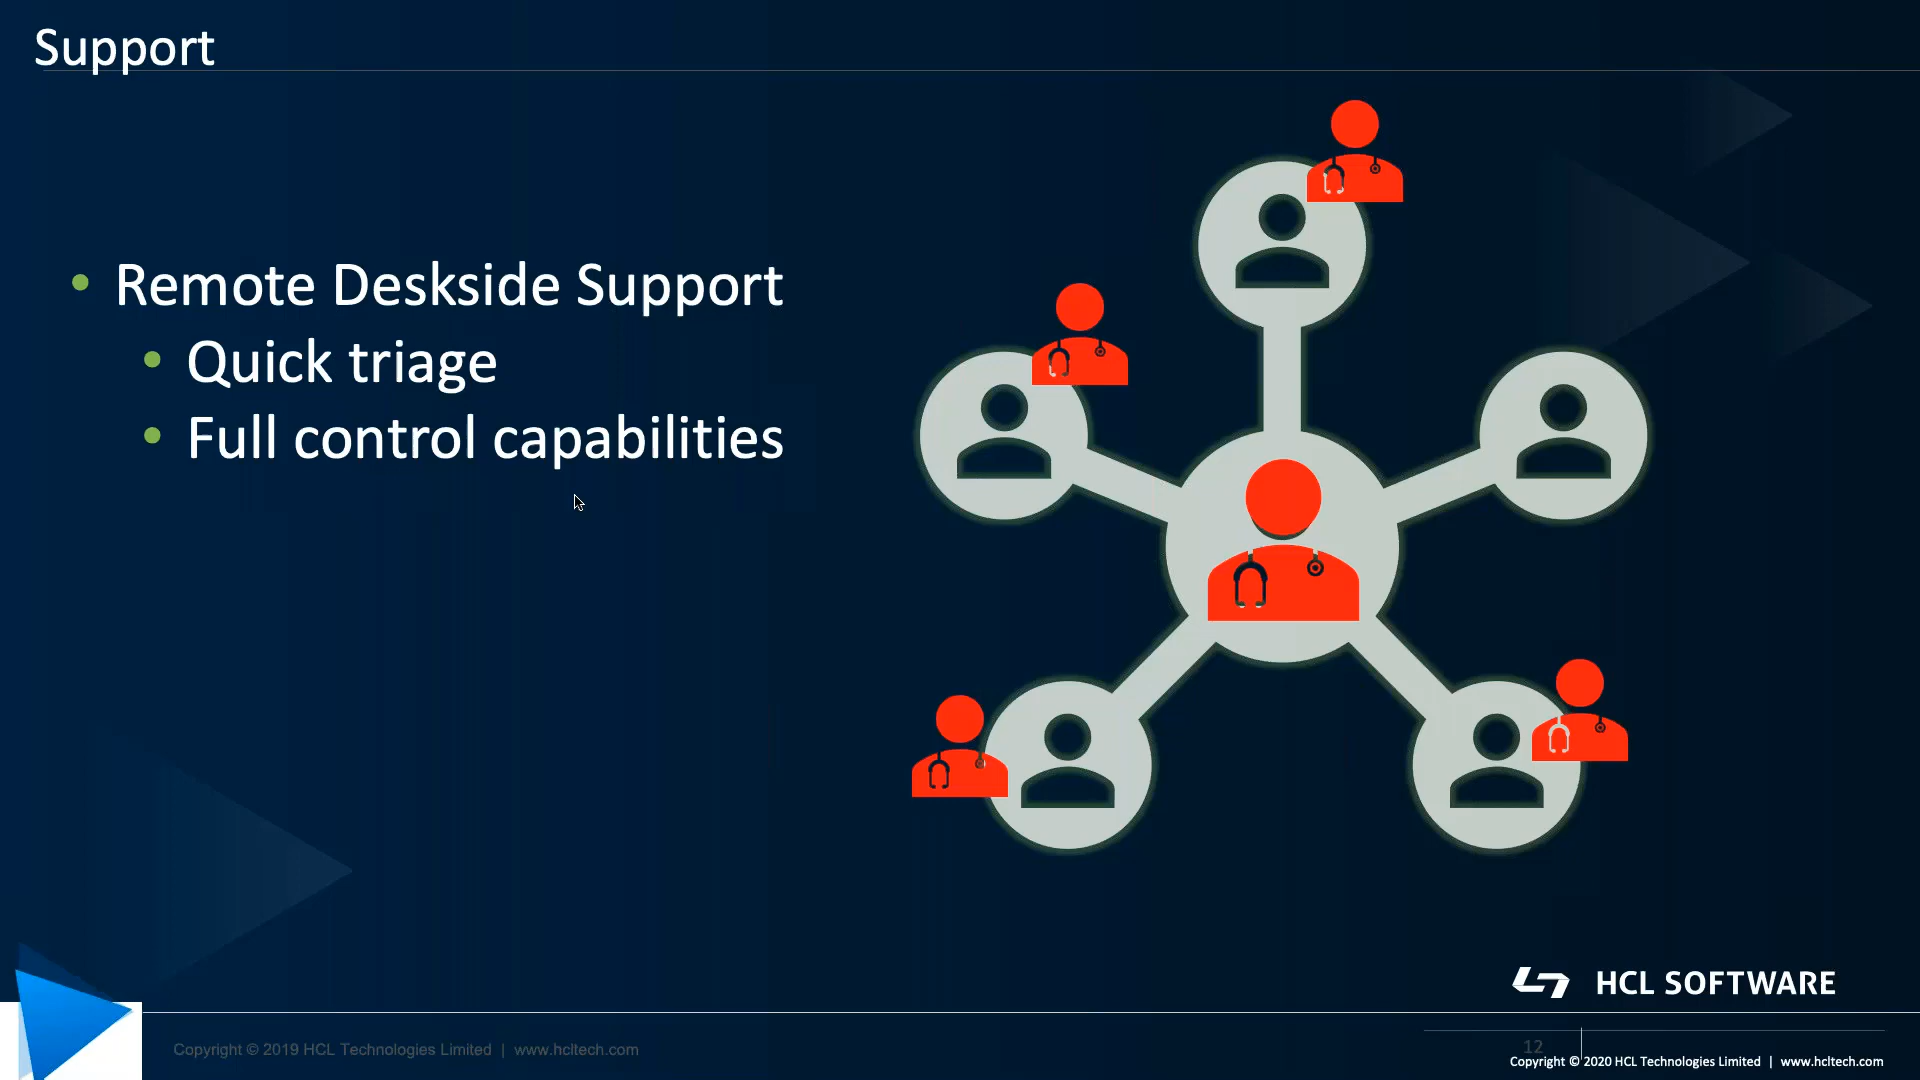 Support
• Remote Deskside Support
• Quick triage
• Full control capabilities
HCL SOFTWARE
Copyright © 2019 HCL Technologies Limited | www.hcltech.com
12
Copyright © 2020 HCL Technologies Limited | www.hcltech.com